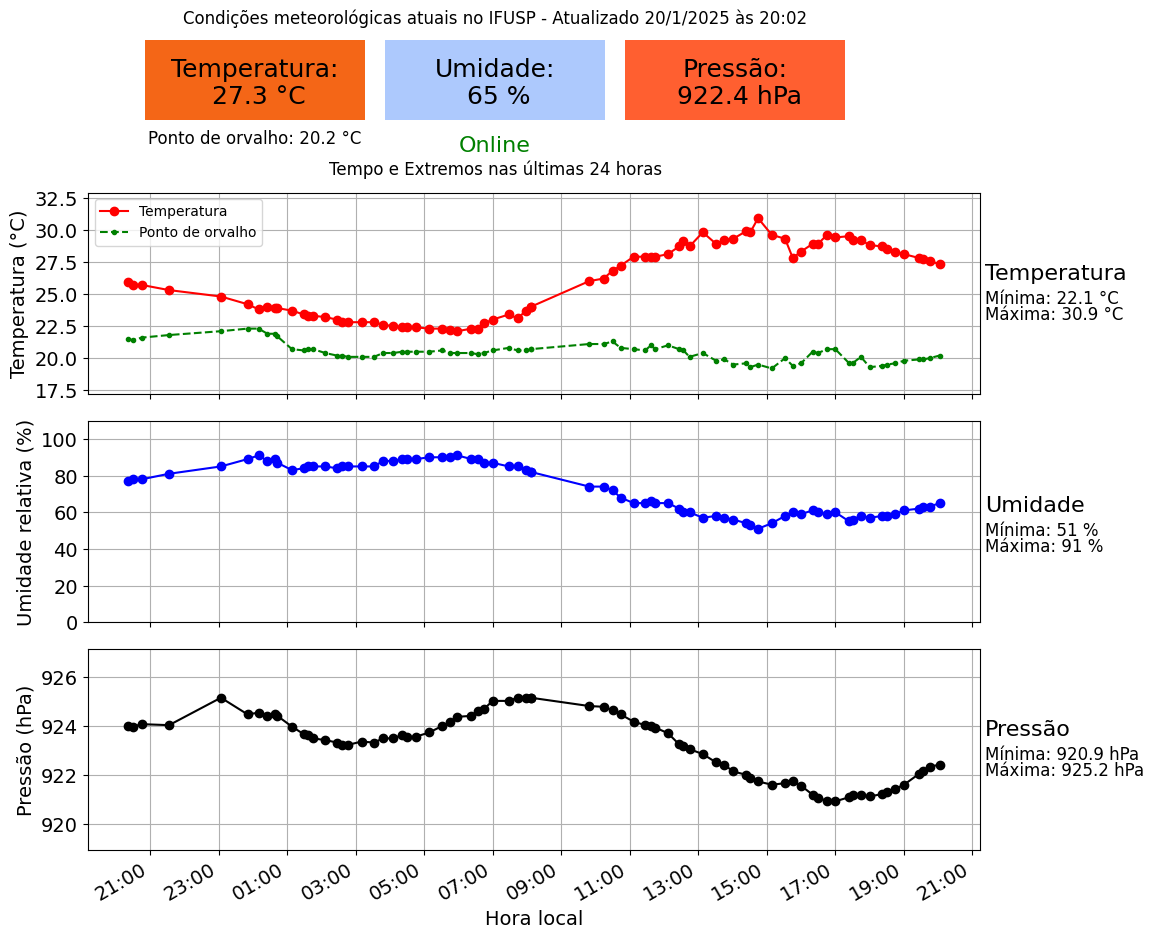 Condições meteorológicas atuais no IFUSP - Atualizado 20/1/2025 às 20:02
Temperatura:
27.3 °C
Umidade:
65 %
Pressão:
922.4 hPa
Ponto de orvalho: 20.2 °C
Online
Tempo e Extremos nas últimas 24 horas
Temperatura (°C)
32.5
30.0
27.5
25.0
22.5
20.0
17.5
Temperatura
Ponto de orvalho
Temperatura
Mínima: 22.1 °C
Máxima: 30.9 °C
Umidade relativa (%)
100
80
60
40
20
0
Umidade
Mínima: 51 %
Máxima: 91 %
Pressão (hPa)
926
924
922
920
Pressão
Mínima: 920.9 hPa
Máxima: 925.2 hPa
21:00 23:00 01:00 03:00 05:00 07:00 09:00 11:00 13:00 15:00 17:00 19:00 21:00
Hora local